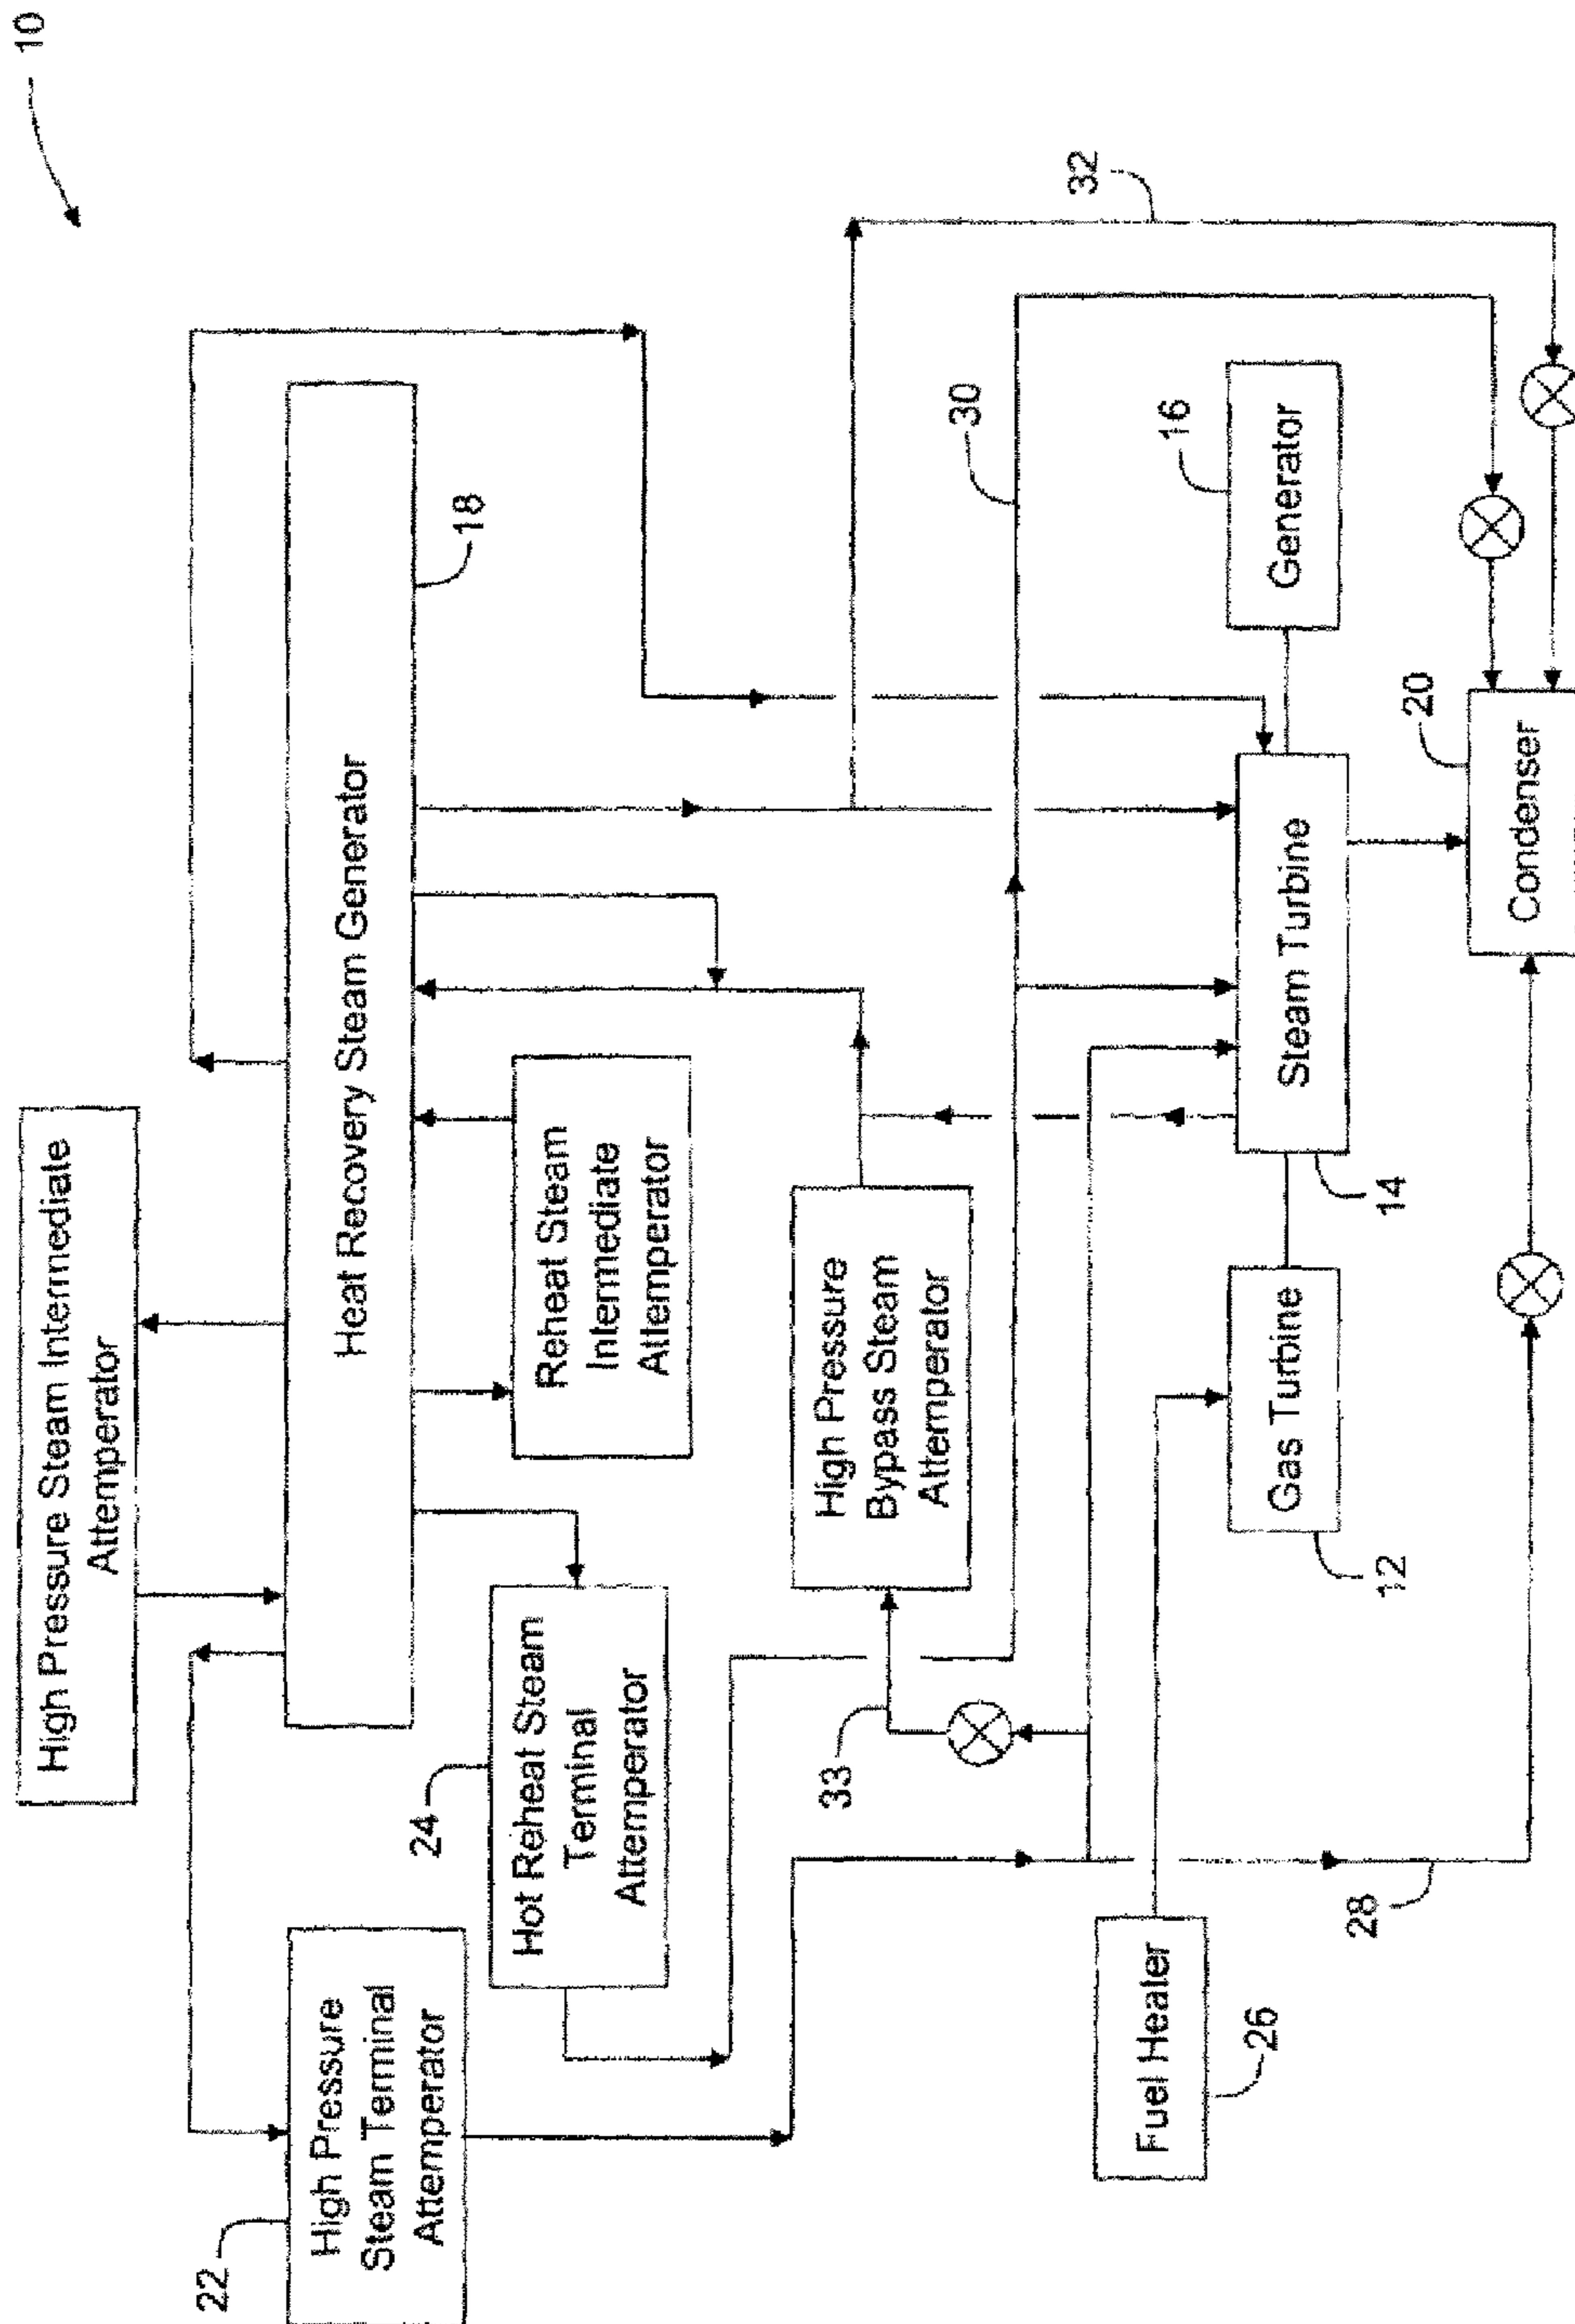 10
High Pressure Steam Intermediate
Attemperator
22
High Pressure
Steam Terminal
Attemperator
Heat Recovery Steam Generator
18
24
Hot Reheat Steam
Terminal
Attemperator
Reheat Steam
Intermediate
Attemperator
33
High Pressure
Bypass Steam
Attemperator
30
32
Fuel Healer
26
Gas Turbine
12
Steam Turbine
14
16
Generator
28
20
Condenser